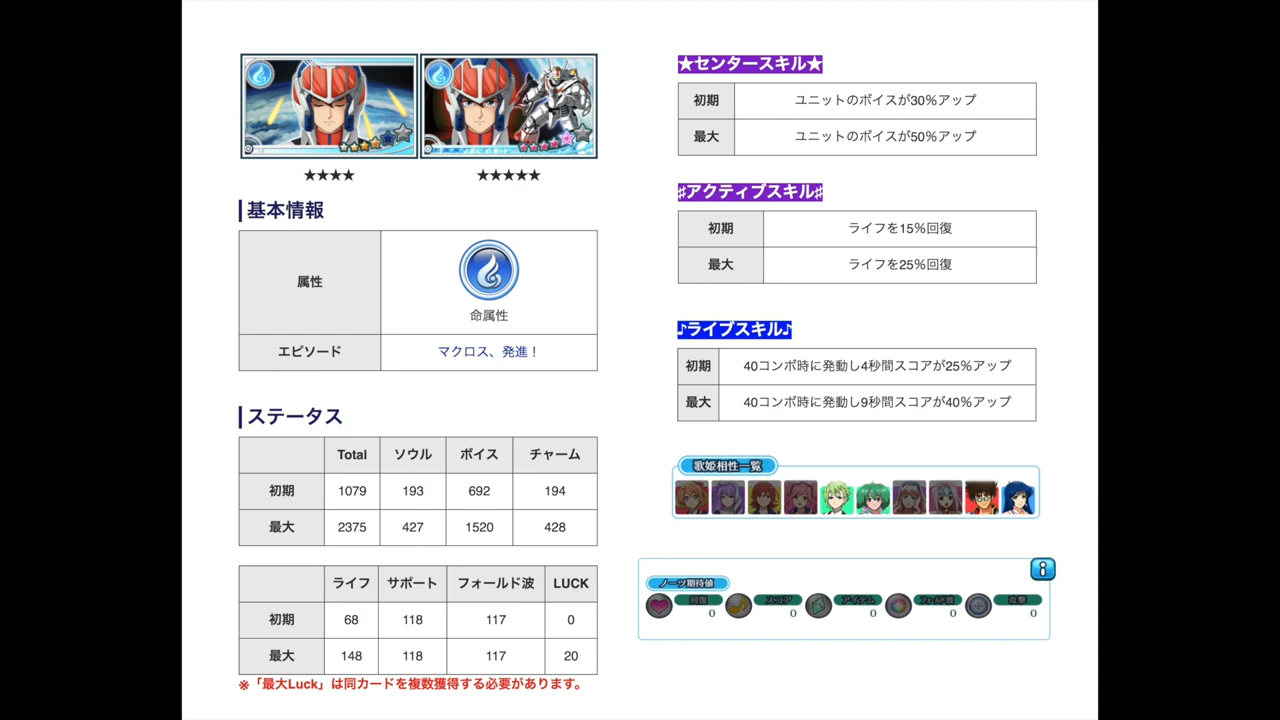 ★★★★ ★★★★★
基本情報
属性
命属性
エピソード マクロス、発進！
ステータス
Total ソウル ボイス チャーム
初期 1079 193 692 194
最大 2375 427 1520 428
ライフ サポート フォールド波 LUCK
初期 68 118 117 0
最大 148 118 117 20
※「最大Luck」は同カードを複数獲得する必要があります。
★センタースキル★
初期 ユニットのボイスが30%アップ
最大 ユニットのボイスが50%アップ
♯アクティブスキル♯
初期 ライフを15%回復
最大 ライフを25%回復
♪ライブスキル♪
初期 40コンボ時に発動し4秒間スコアが25%アップ
最大 40コンボ時に発動し9秒間スコアが40%アップ
歌姫相性一覧
ノーツ期待値
回復 スコア アイテム フォールド波 攻撃
0 0 0 0 0